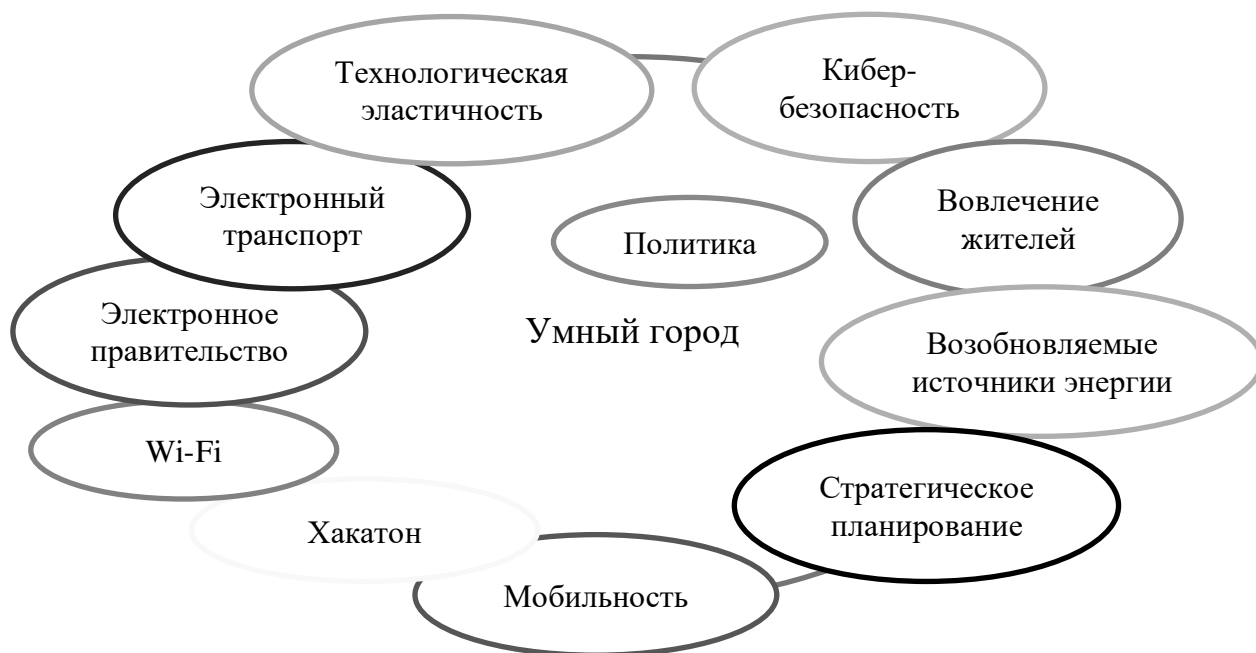 Технологическая
эластичность
Кибер-
безопасность
Электронный
транспорт
Вовлечение
жителей
Политика
Электронное
правительство
Умный город
Возобновляемые
источники энергии
Wi-Fi
Стратегическое
планирование
Хакатон
Мобильность